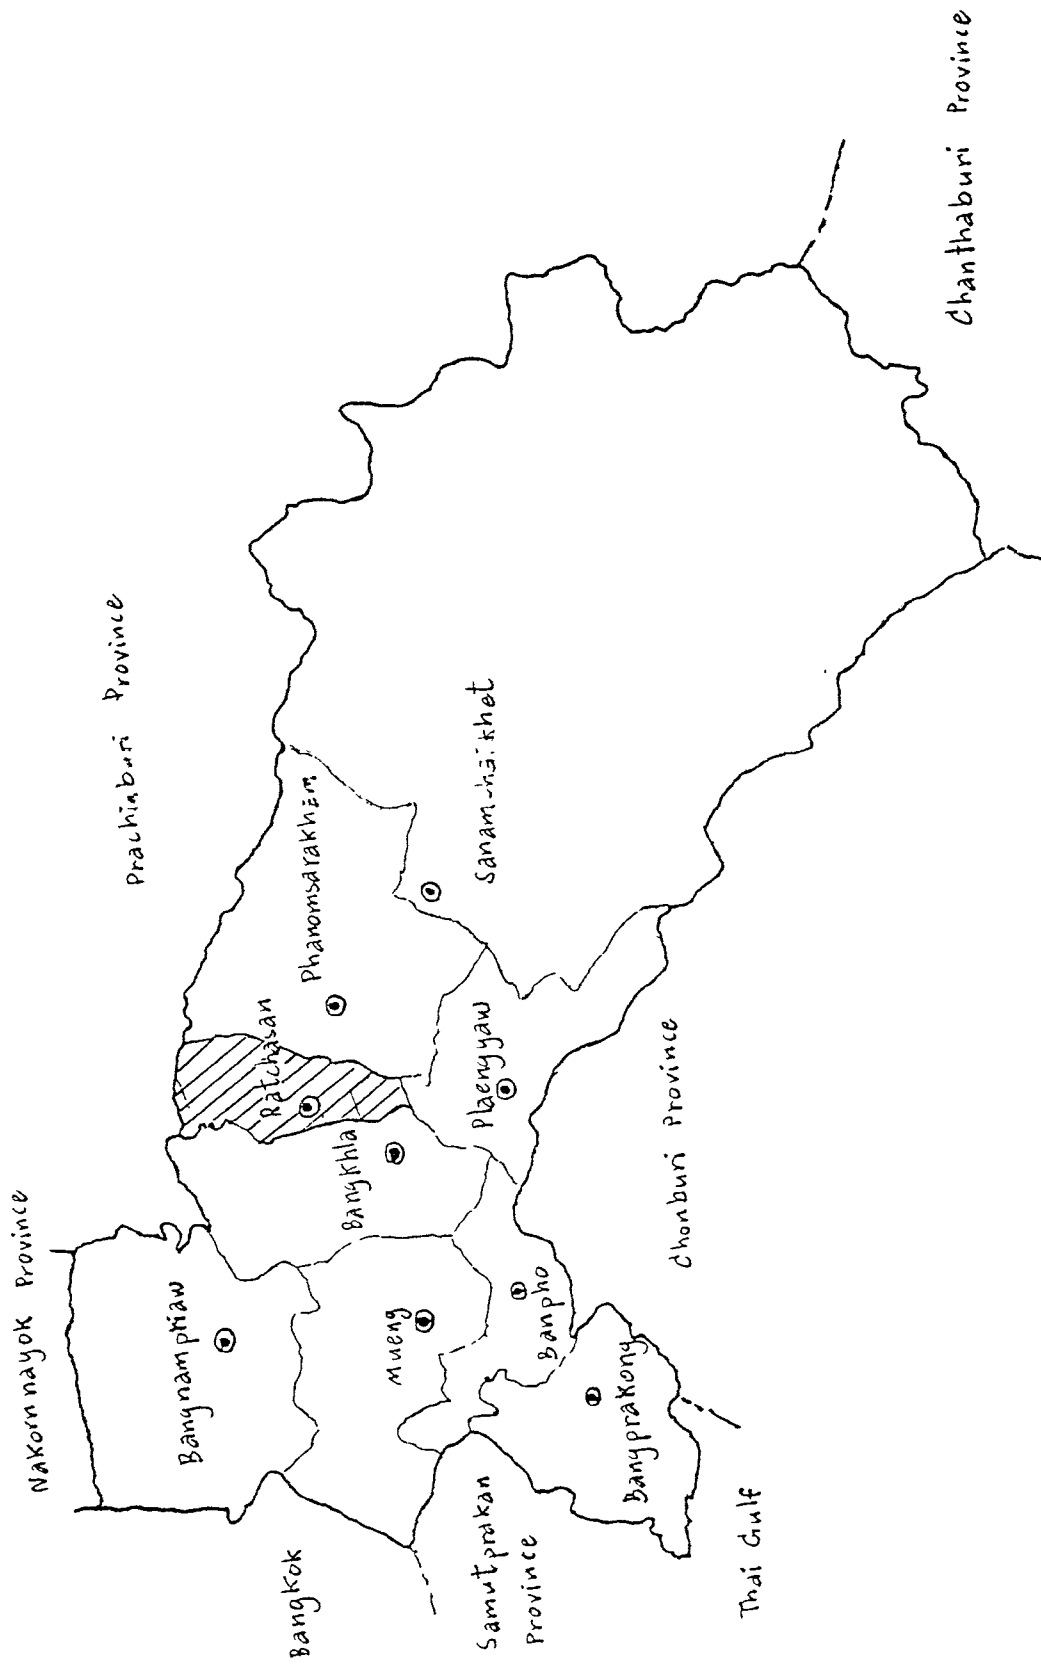 Nakornnayok Province
Prachinburi Province
Bangkok
Bangnampriaw
Ratchasan
Phanomsarakham
Bangkhla
Mueng
Samutprakan
Province
Plaengyaw
Sanam-chaikhet
Banpho
Bangprakong
Chonburi Province
Thai Gulf
Chanthaburi Province